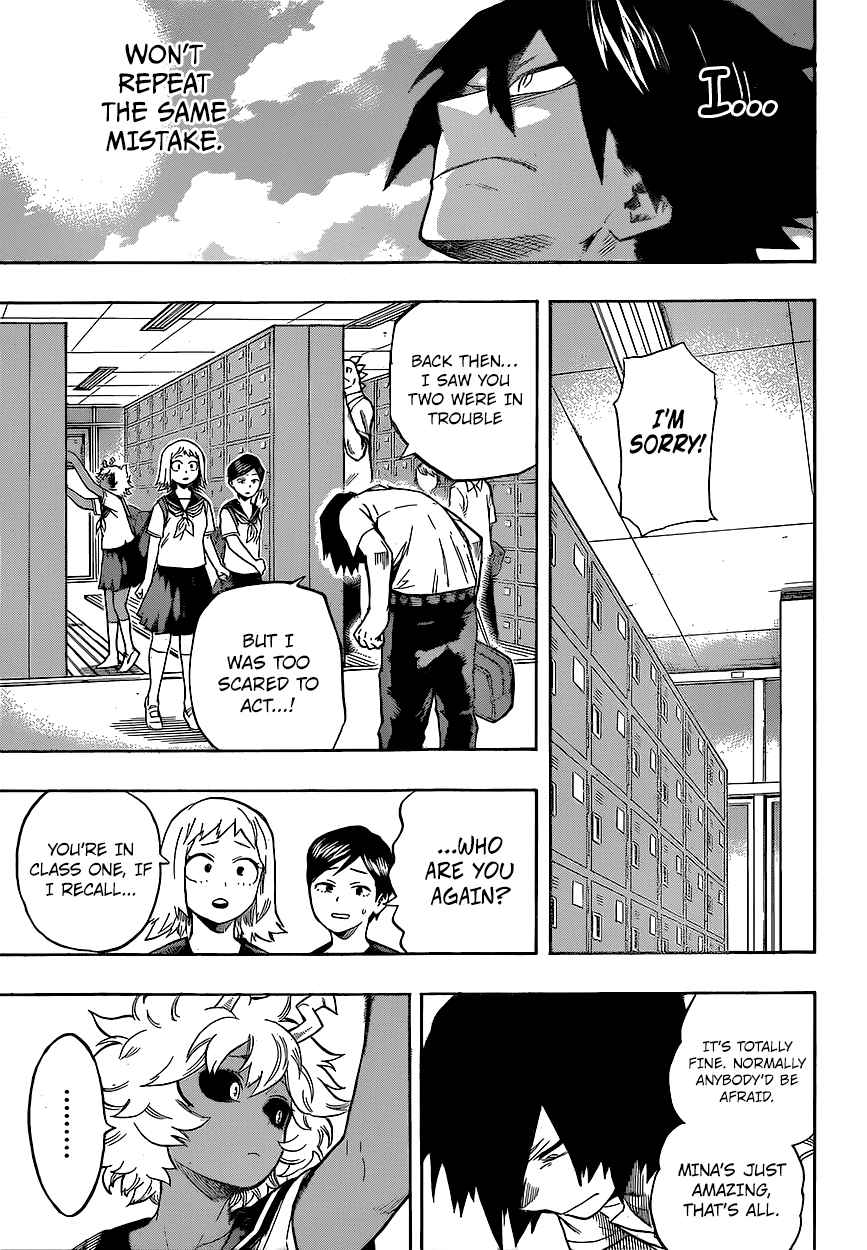 I...
WON'T
REPEAT
THE SAME
MISTAKE.
I'M
SORRY!
BACK THEN...
I SAW YOU
TWO WERE IN
TROUBLE
BUT I
WAS TOO
SCARED TO
ACT...!
...WHO
ARE YOU
AGAIN?
YOU'RE IN
CLASS ONE, IF
I RECALL...
IT'S TOTALLY
FINE. NORMALLY
ANYBODY'D BE
AFRAID.
MINA'S JUST
AMAZING,
THAT'S ALL.
.........